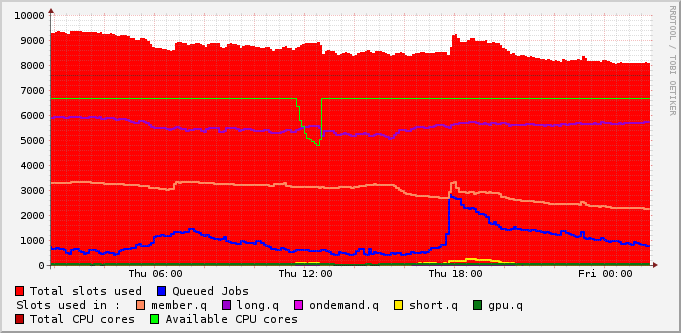 10000
9000
8000
7000
6000
5000
4000
3000
2000
1000
0
Thu 06:00 Thu 12:00 Thu 18:00 Fri 00:00
Total slots used Queued Jobs
Slots used in : member.q long.q ondemand.q short.q gpu.q
Total CPU cores Available CPU cores
RRDTOOL / TOBI OETIKER